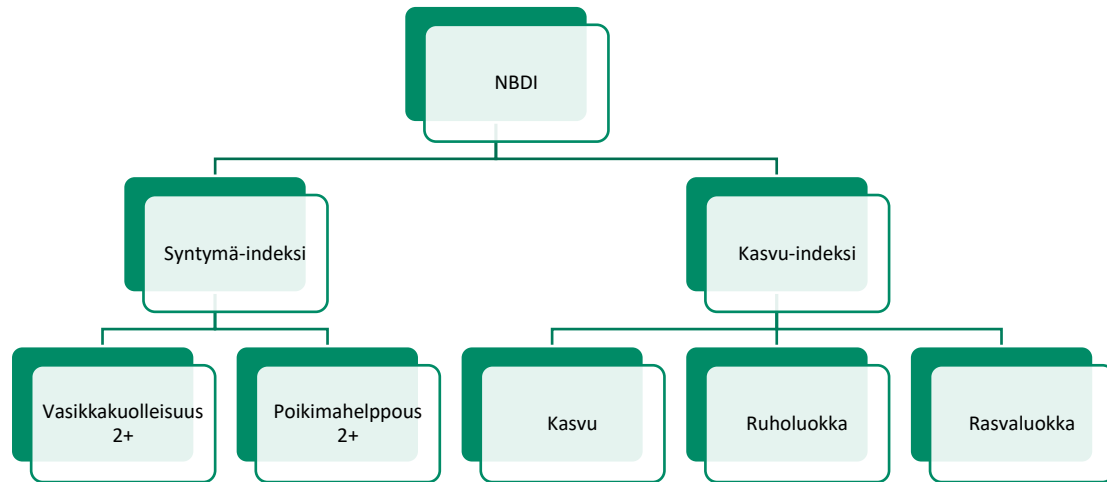 NBDI
Syntymä-indeksi
Kasvu-indeksi
Vasikkakuolleisuus
2+
Poikimahelppous
2+
Kasvu
Ruholuokka
Rasvaluokka